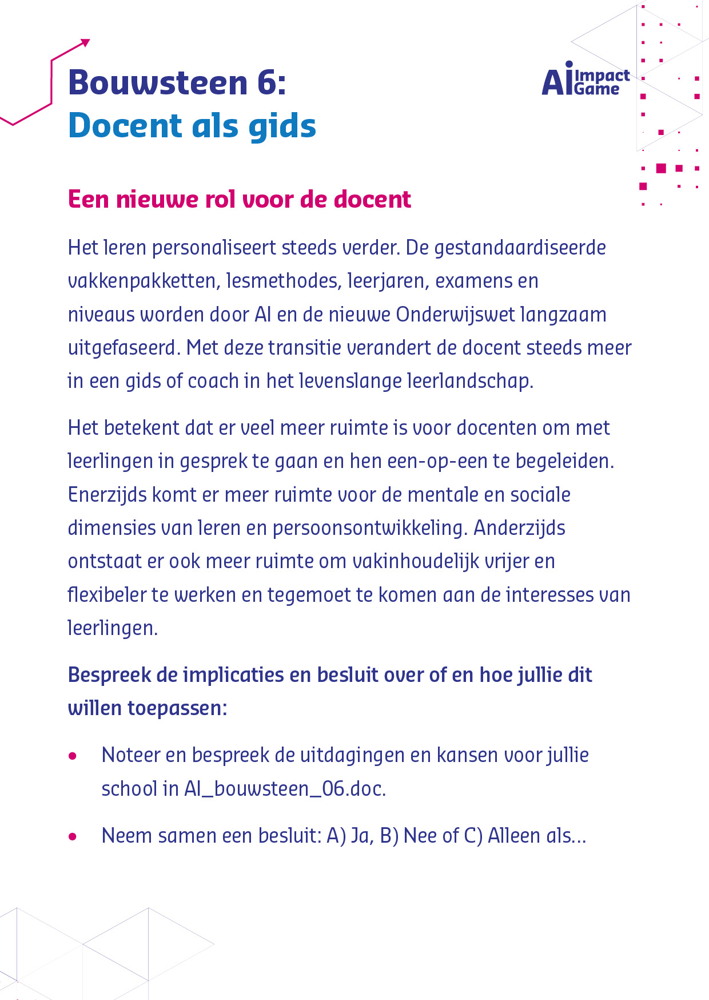 Bouwsteen 6:
Docent als gids
Ai Impact
Game
Een nieuwe rol voor de docent
Het leren personaliseert steeds verder. De gestandaardiseerde
vakkenpakketten, lesmethodes, leerjaren, examens en
niveaus worden door AI en de nieuwe Onderwijswet langzaam
uitgefaseerd. Met deze transitie verandert de docent steeds meer
in een gids of coach in het levenslange leerlandschap.
Het betekent dat er veel meer ruimte is voor docenten om met
leerlingen in gesprek te gaan en hen een-op-een te begeleiden.
Enerzijds komt er meer ruimte voor de mentale en sociale
dimensies van leren en persoonsontwikkeling. Anderzijds
ontstaat er ook meer ruimte om vakinhoudelijk vrijer en
flexibeler te werken en tegemoet te komen aan de interesses van
leerlingen.
Bespreek de implicaties en besluit over of en hoe jullie dit
willen toepassen:
• Noteer en bespreek de uitdagingen en kansen voor jullie
school in AI_bouwsteen_06.doc.
• Neem samen een besluit: A) Ja, B) Nee of C) Alleen als...